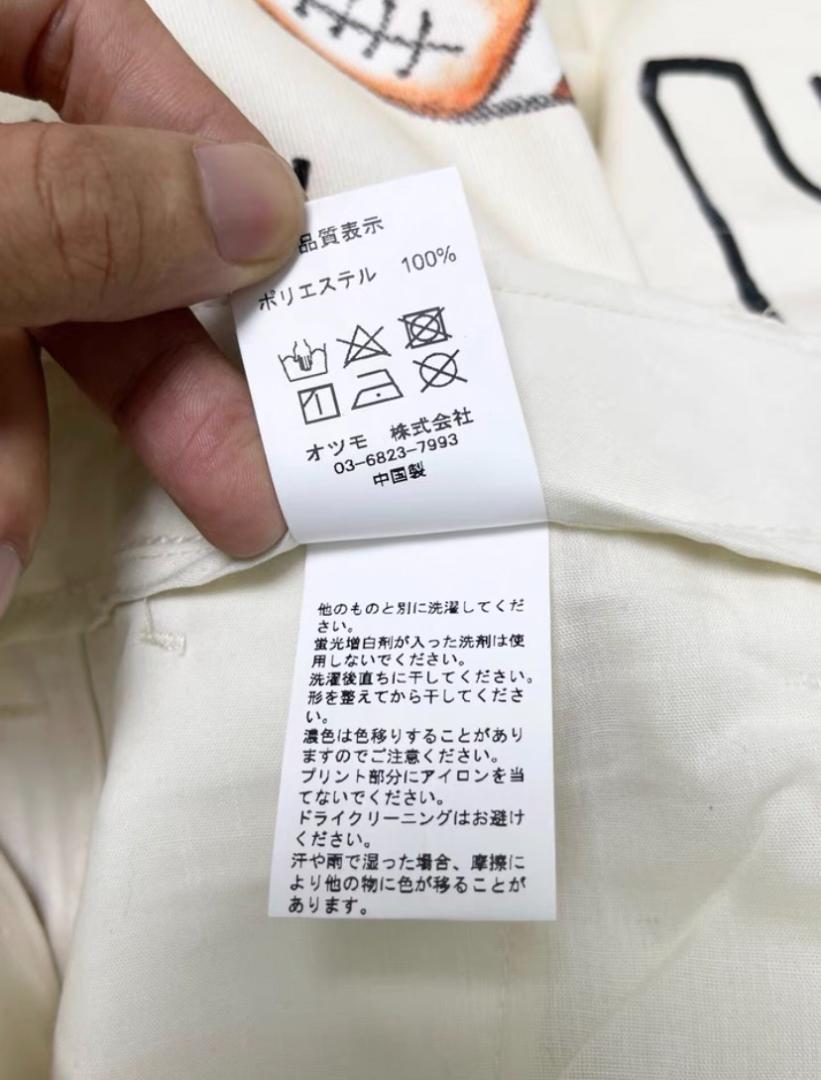 品質表示
ポリエステル 100%
オツモ 株式会社
03-6823-7993
中国製
他のものと別に洗濯してくだ
さい。
蛍光増白剤が入った洗剤は使
用しないでください。
洗濯後直ちに干してください。
形を整えてから干してくださ
い。
濃色は色移りすることがあり
ますのでご注意ください。
プリント部分にアイロンを当
てないでください。
ドライクリーニングはお避け
ください。
汗や雨で湿った場合、摩擦に
より他の物に色が移ることが
あります。